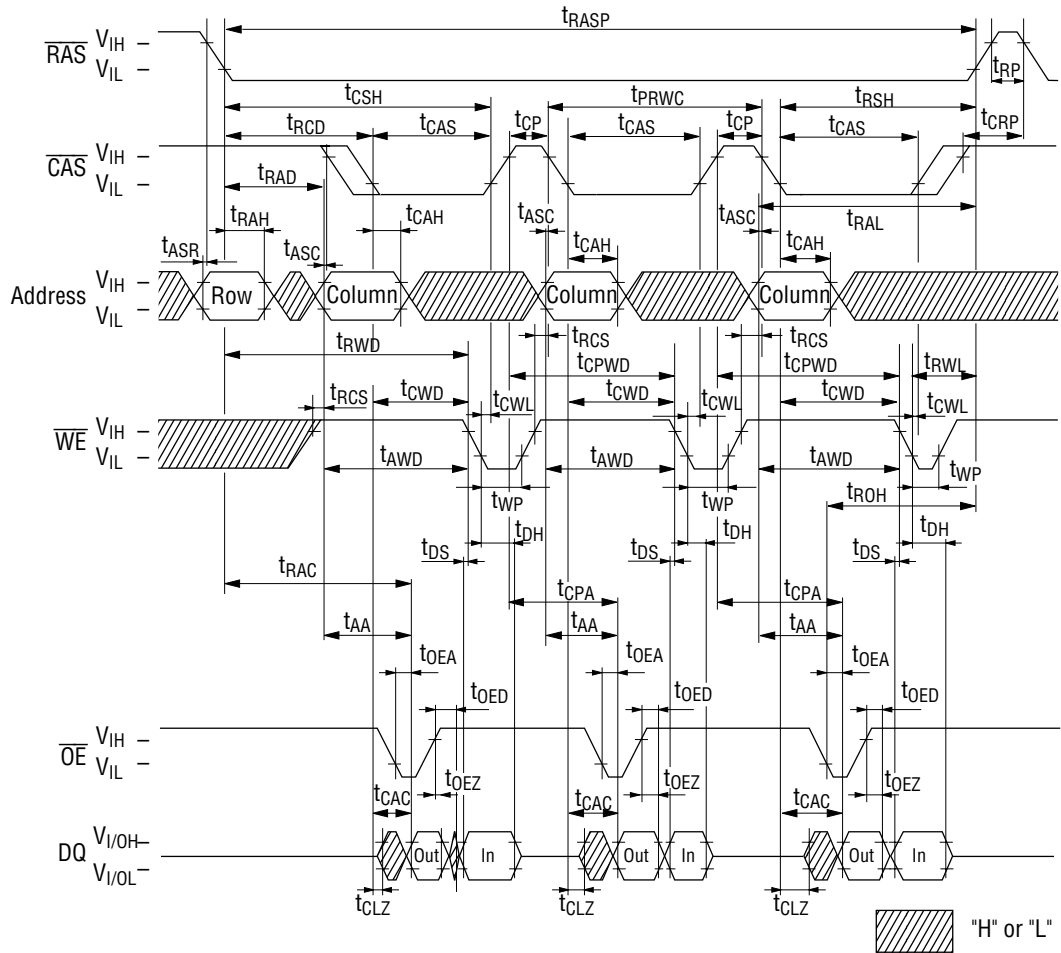 tRASP
RAS VIH
VIL
tRP
tCSH tPRWC tRSH
tRCD tCAS tCP tCAS tCP tCAS tCRP
CAS VIH
VIL
tRAD
tRAH tCAH tASC tASC tRAL
tASR tASC tCAH tCAH
Address VIH
VIL
Row Column Column Column
tRWD tRCS tRCS
tCPWD tCPWD tRWL
tRCS tCWD tCWL tCWD tCWL tCWD tCWL
WE VIH
VIL
tAWD tAWD tAWD tWP
tWP tWP tROH
tDH tDH tDH
tDS tDS tDS
tRAC
tCPA tCPA
tAA tAA tAA
tOEA tOEA tOEA
tOED tOED tOED
OE VIH
VIL
tOEZ tOEZ tOEZ
tCAC tCAC tCAC
DQ VI/OH
VI/OL
Out In Out In Out In
tCLZ tCLZ tCLZ
"H" or "L"